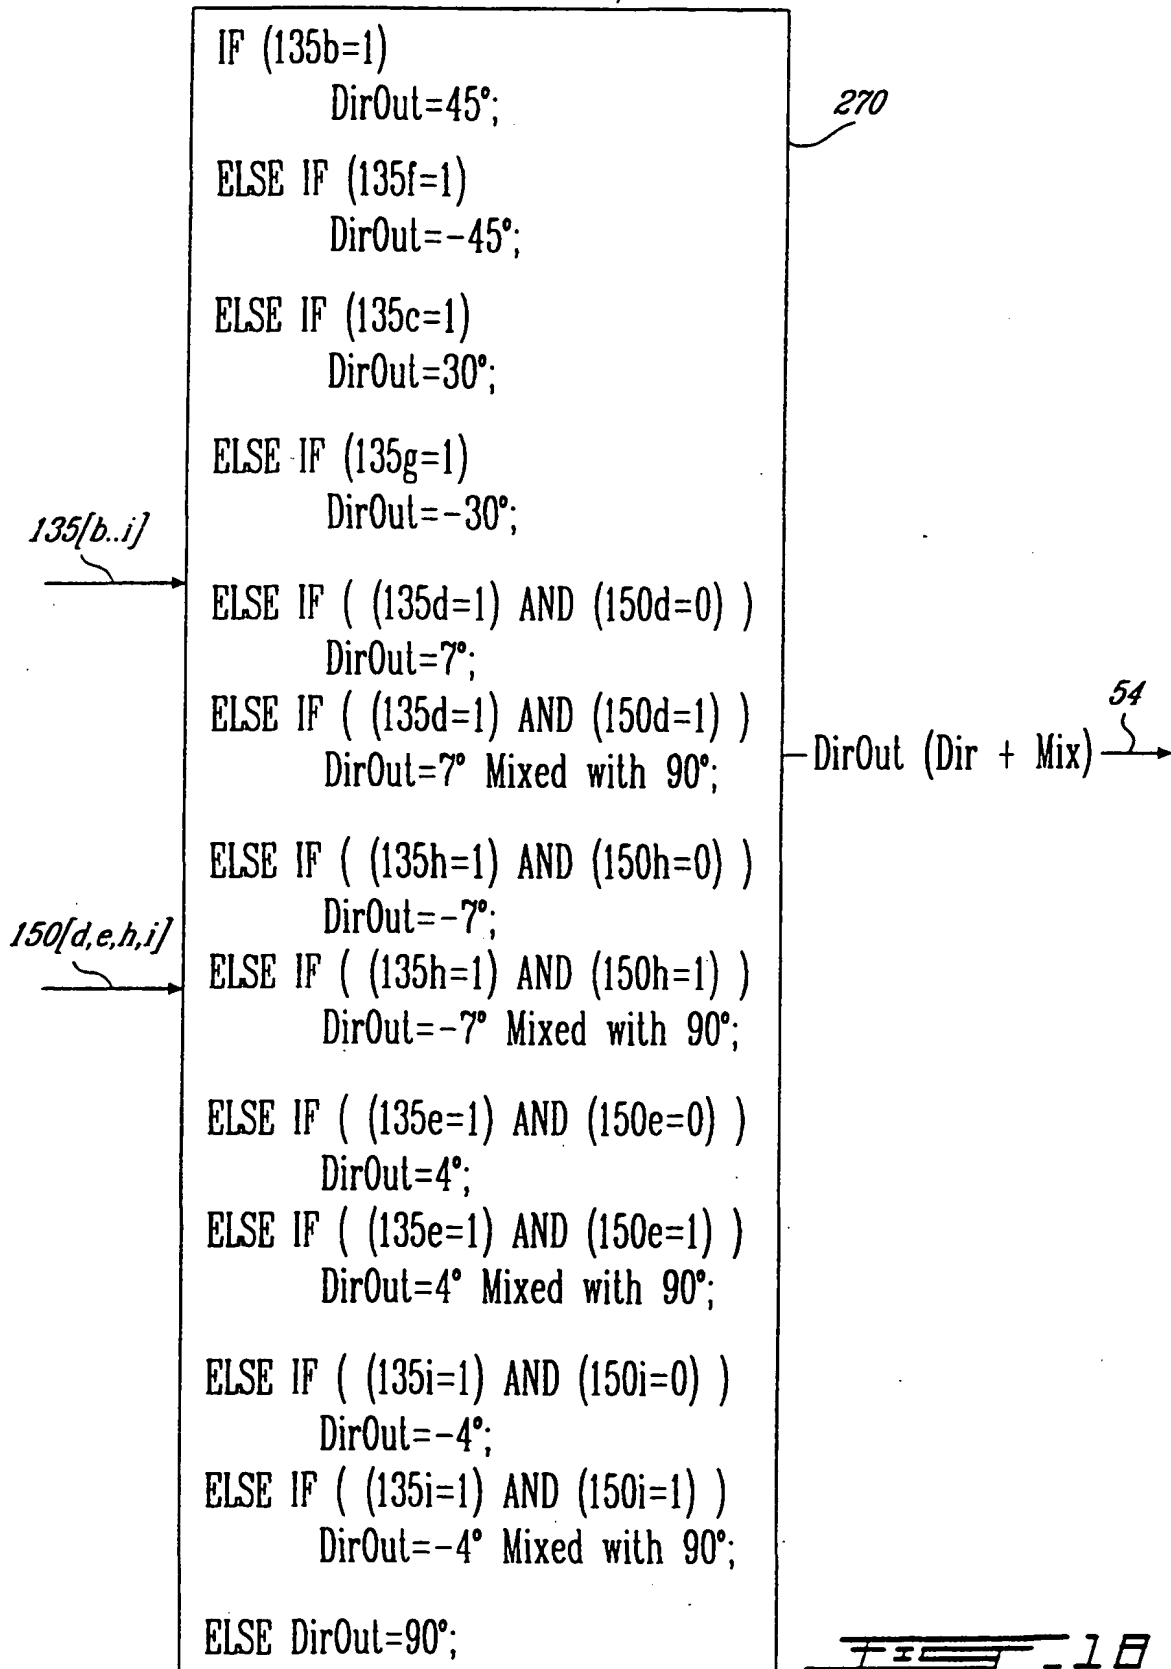 IF (135b=1)
DirOut=45°;
270
ELSE IF (135f=1)
DirOut=-45°;
ELSE IF (135c=1)
DirOut=30°;
ELSE IF (135g=1)
DirOut=-30°;
135[b..i]
ELSE IF ( (135d=1) AND (150d=0) )
DirOut=7°;
ELSE IF ( (135d=1) AND (150d=1) )
DirOut=7° Mixed with 90°;
54
DirOut (Dir + Mix)
ELSE IF ( (135h=1) AND (150h=0) )
DirOut=-7°;
150[d,e,h,i]
ELSE IF ( (135h=1) AND (150h=1) )
DirOut=-7° Mixed with 90°;
ELSE IF ( (135e=1) AND (150e=0) )
DirOut=4°;
ELSE IF ( (135e=1) AND (150e=1) )
DirOut=4° Mixed with 90°;
ELSE IF ( (135i=1) AND (150i=0) )
DirOut=-4°;
ELSE IF ( (135i=1) AND (150i=1) )
DirOut=-4° Mixed with 90°;
ELSE DirOut=90°;
Fig-18